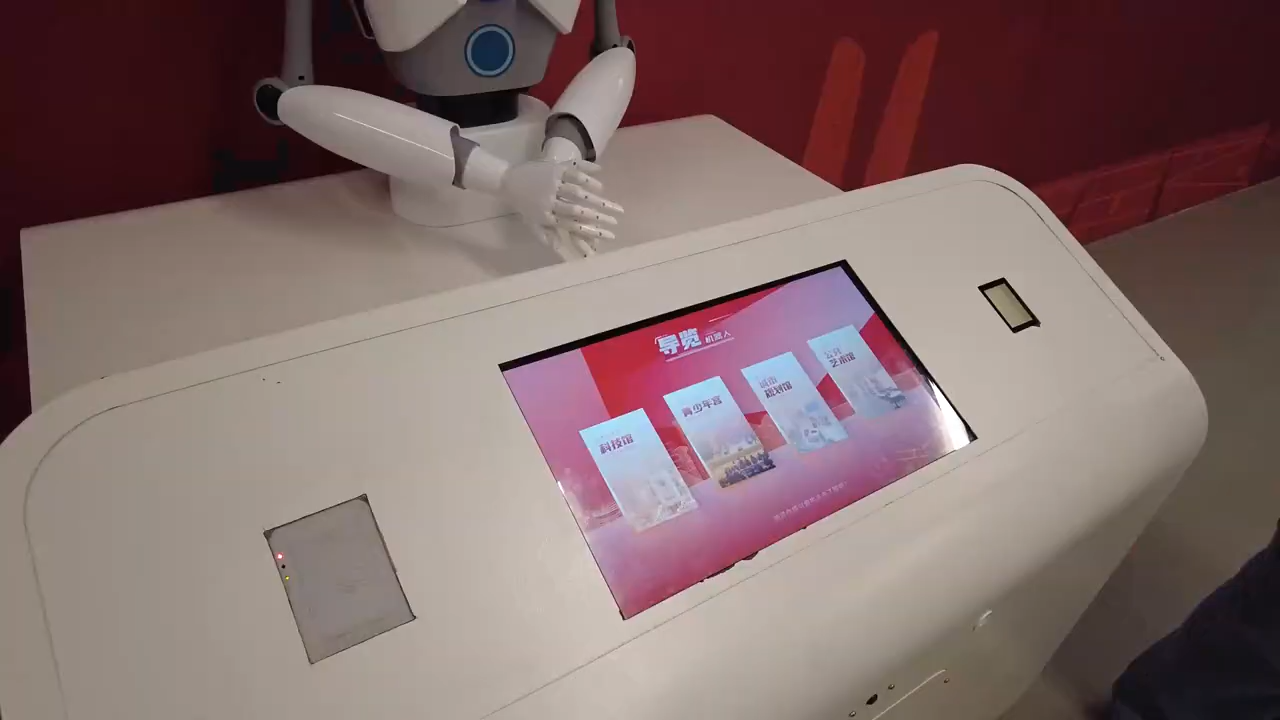 导览 机器人
科技馆
青少年宫
城市
规划馆
公共
艺术馆